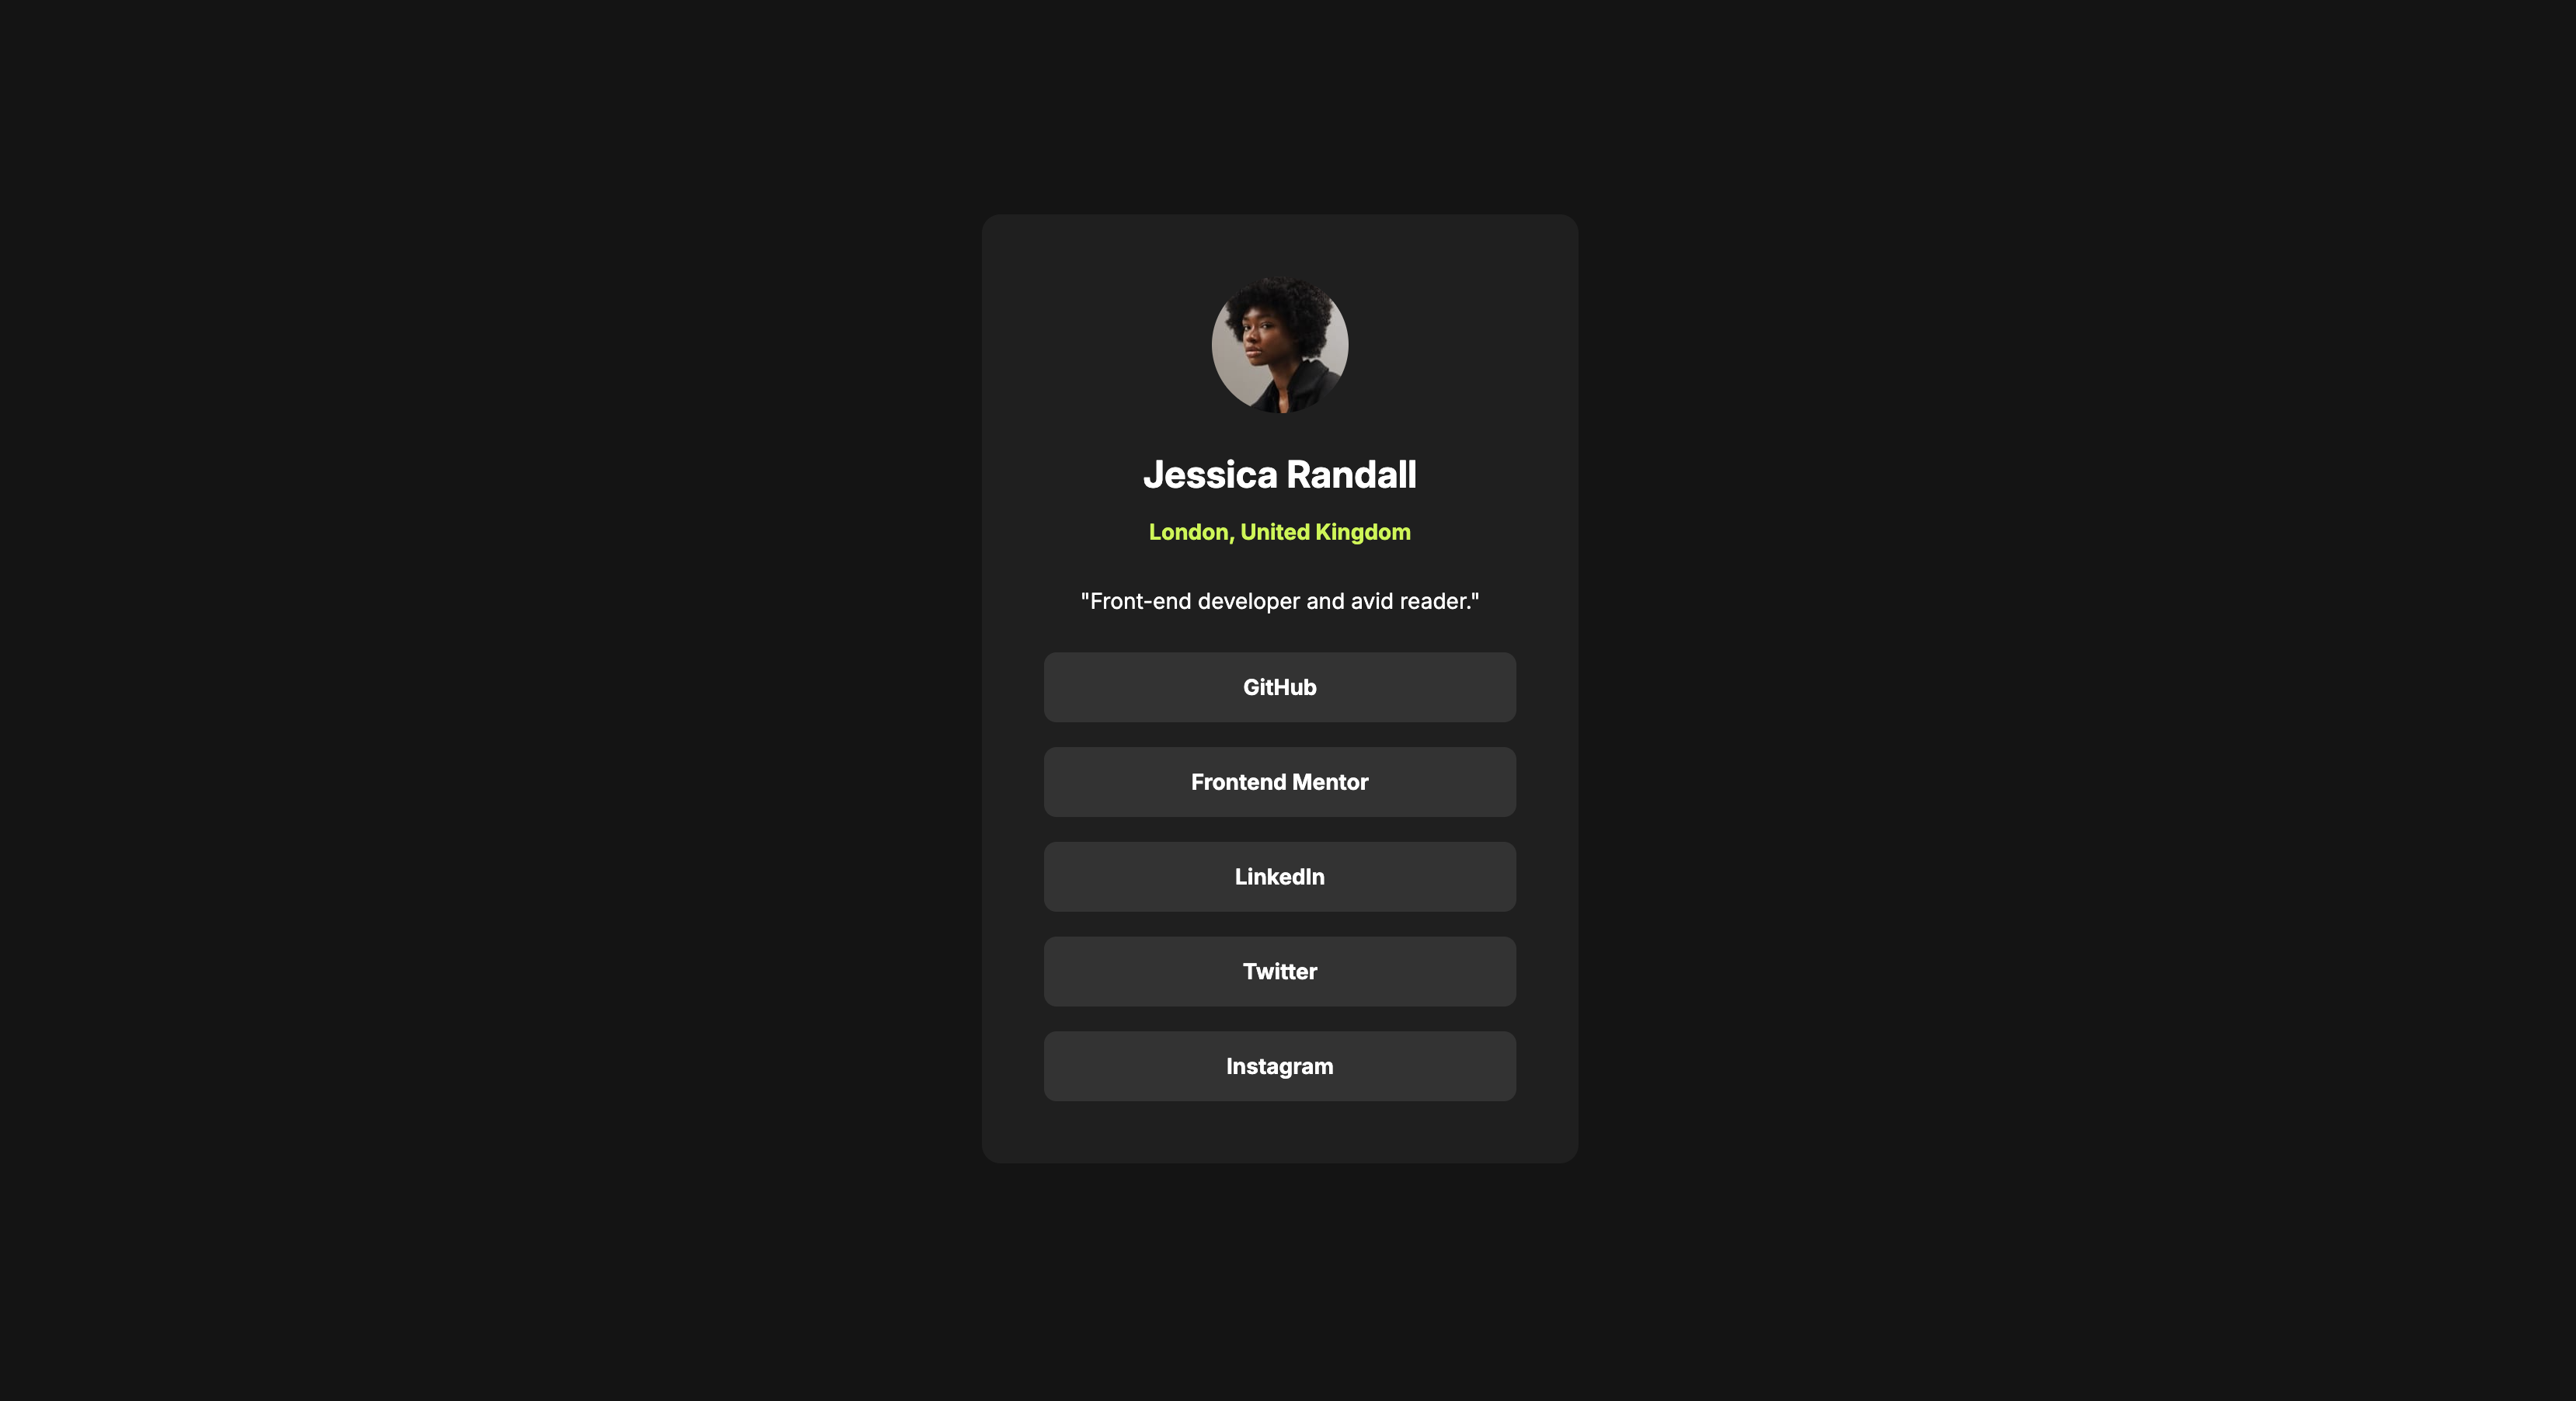 Jessica Randall
London, United Kingdom
"Front-end developer and avid reader."
GitHub
Frontend Mentor
LinkedIn
Twitter
Instagram